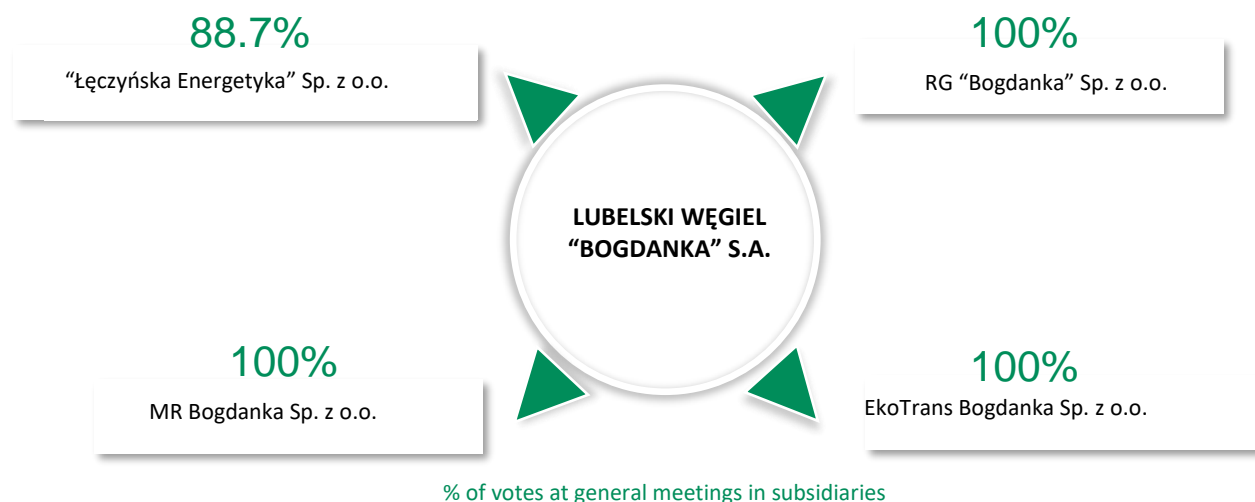 88.7%
“Łęczyńska Energetyka” Sp. z o.o.
100%
RG “Bogdanka” Sp. z o.o.
LUBELSKI WĘGIEL
“BOGDANKA” S.A.
100%
MR Bogdanka Sp. z o.o.
100%
EkoTrans Bogdanka Sp. z o.o.
% of votes at general meetings in subsidiaries